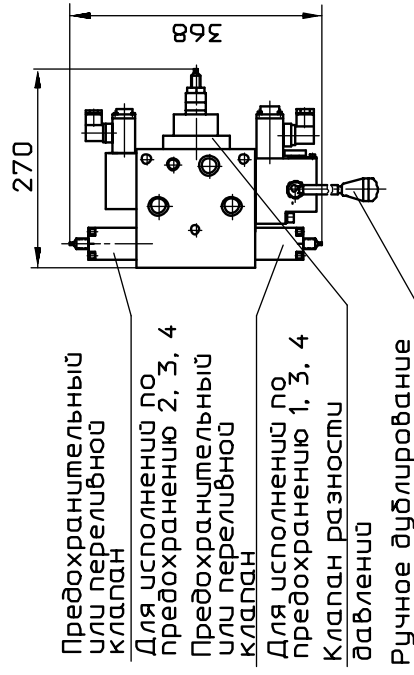 270
368
Предохранительный
или переливной
клапан
Для исполнений по
предохранению 2, 3, 4
Предохранительный
или переливной
клапан
Для исполнений по
предохранению 1, 3, 4
Клапан разности
давлений
Ручное дублирование